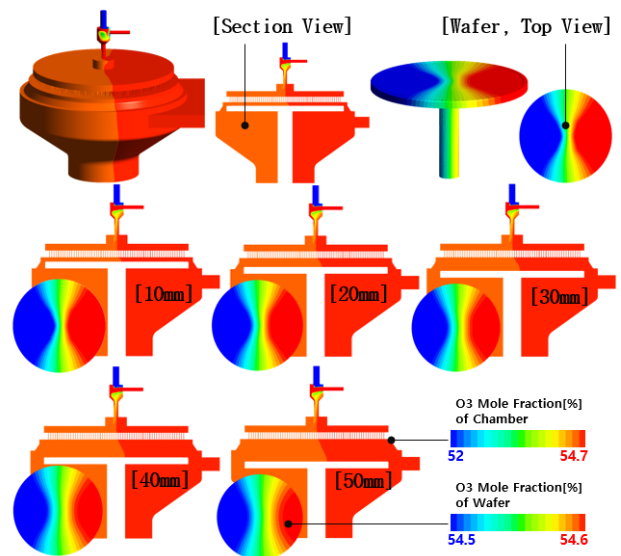 [Section View]
[Wafer, Top View]
[10mm]
[20mm]
[30mm]
[40mm]
[50mm]
O3 Mole Fraction[%]
of Chamber
52
54.7
O3 Mole Fraction[%]
of Wafer
54.5
54.6